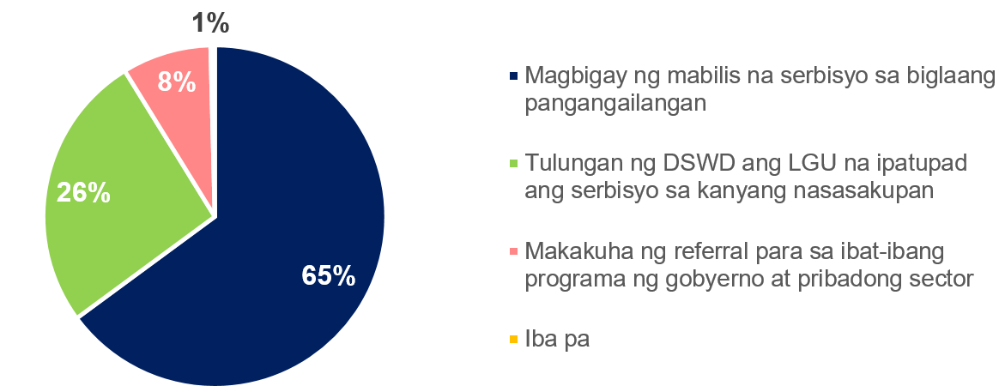 1%
8%
26%
65%
Magbigay ng mabilis na serbisyo sa biglaang
pangangailangan
Tulungan ng DSWD ang LGU na ipatupad
ang serbisyo sa kanyang nasasakupan
Makakuha ng referral para sa ibat-ibang
programa ng gobyerno at pribadong sector
Iba pa